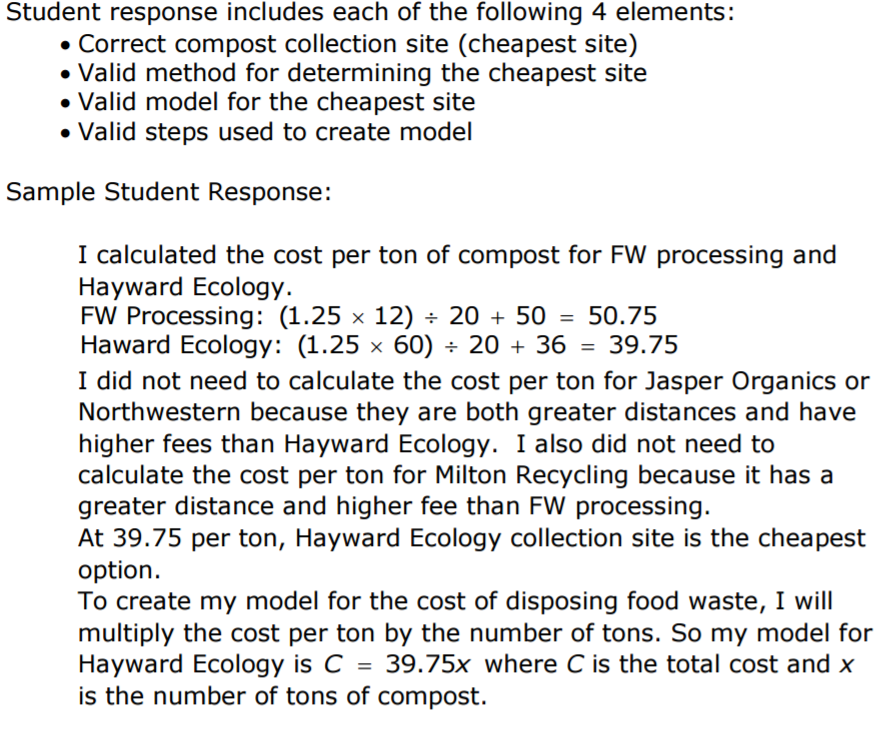 Student response includes each of the following 4 elements:
• Correct compost collection site (cheapest site)
• Valid method for determining the cheapest site
• Valid model for the cheapest site
• Valid steps used to create model
Sample Student Response:
I calculated the cost per ton of compost for FW processing and
Hayward Ecology.
FW Processing: (1.25 × 12) ÷ 20 + 50 = 50.75
Haward Ecology: (1.25 × 60) ÷ 20 + 36 = 39.75
I did not need to calculate the cost per ton for Jasper Organics or
Northwestern because they are both greater distances and have
higher fees than Hayward Ecology. I also did not need to
calculate the cost per ton for Milton Recycling because it has a
greater distance and higher fee than FW processing.
At 39.75 per ton, Hayward Ecology collection site is the cheapest
option.
To create my model for the cost of disposing food waste, I will
multiply the cost per ton by the number of tons. So my model for
Hayward Ecology is C = 39.75x where C is the total cost and x
is the number of tons of compost.